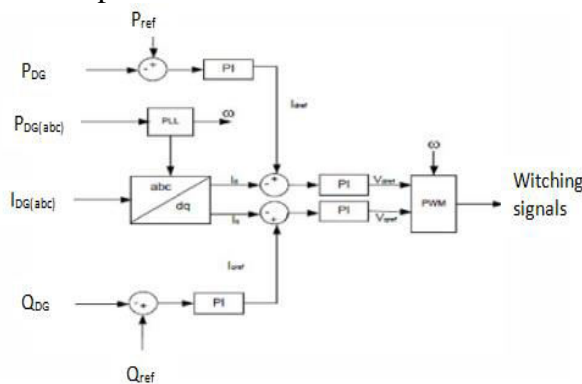 Pref
PDG
- +
PI
Idref
PDG(abc)
PLL
ω
ω
abc
dq
IDG(abc)
Id
Iq
- +
- +
PI
PI
Vdref
Vqref
PWM
Witching
signals
Iqref
QDG
- +
PI
Qref